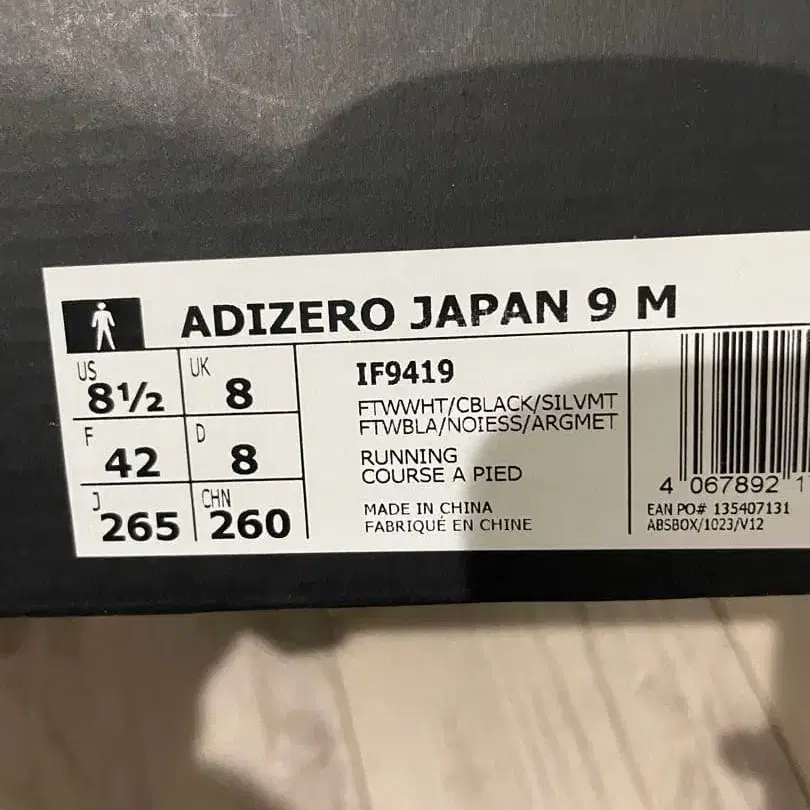 ADIZERO JAPAN 9 M
US 8½ UK 8
F 42 D 8
J 265 CHN 260
IF9419
FTWWHT/CBLACK/SILVMT
FTWBLA/NOIESS/ARGMET
RUNNING
COURSE A PIED
MADE IN CHINA
FABRIQUÉ EN CHINE
4 067892 1
EAN PO# 135407131
ABSBOX/1023/V12